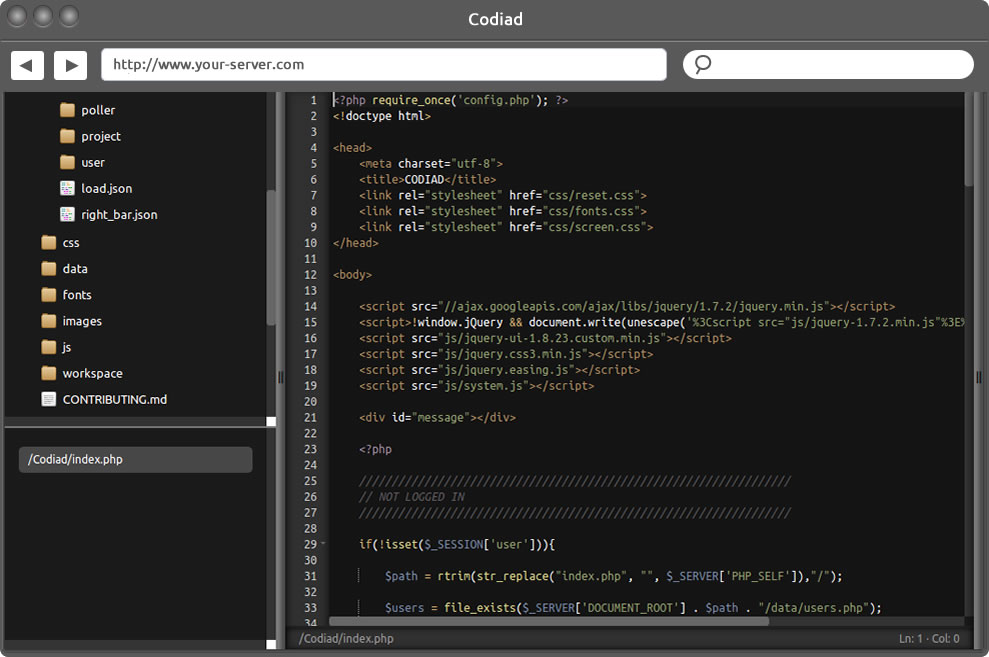 Codiad
http://www.your-server.com
poller
project
user
load.json
right_bar.json
css
data
fonts
images
js
workspace
CONTRIBUTING.md
/Codiad/index.php
1 <?php require_once('config.php'); ?>
2 <!doctype html>
3
4 <head>
5     <meta charset="utf-8">
6     <title>CODIAD</title>
7     <link rel="stylesheet" href="css/reset.css">
8     <link rel="stylesheet" href="css/fonts.css">
9     <link rel="stylesheet" href="css/screen.css">
10 </head>
11
12 <body>
13
14     <script src="//ajax.googleapis.com/ajax/libs/jquery/1.7.2/jquery.min.js"></script>
15     <script>!window.jQuery && document.write(unescape('%3Cscript src="js/jquery-1.7.2.min.js"%3E%
16     <script src="js/jquery-ui-1.8.23.custom.min.js"></script>
17     <script src="js/jquery.css3.min.js"></script>
18     <script src="js/jquery.easing.js"></script>
19     <script src="js/system.js"></script>
20
21     <div id="message"></div>
22
23     <?php
24
25     //////////////////////////////////////////////////////////////////
26     // NOT LOGGED IN
27     //////////////////////////////////////////////////////////////////
28
29     if(!isset($_SESSION['user'])){
30
31         $path = rtrim(str_replace("index.php", "", $_SERVER['PHP_SELF']),"/");
32
33         $users = file_exists($_SERVER['DOCUMENT_ROOT'] . $path . "/data/users.php");
34
/Codiad/index.php
Ln: 1 · Col: 0